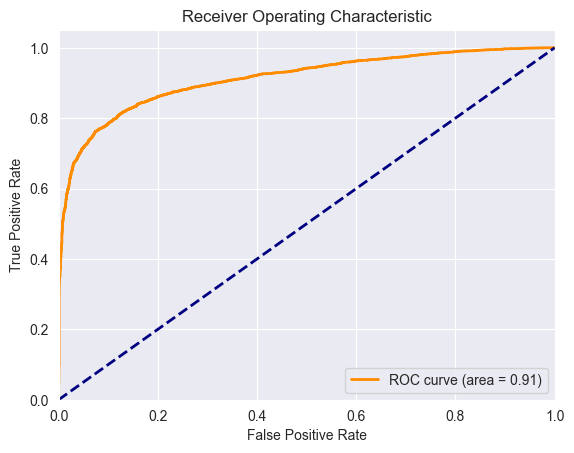 Receiver Operating Characteristic
True Positive Rate
1.0
0.8
0.6
0.4
0.2
0.0
ROC curve (area = 0.91)
0.0 0.2 0.4 0.6 0.8 1.0
False Positive Rate